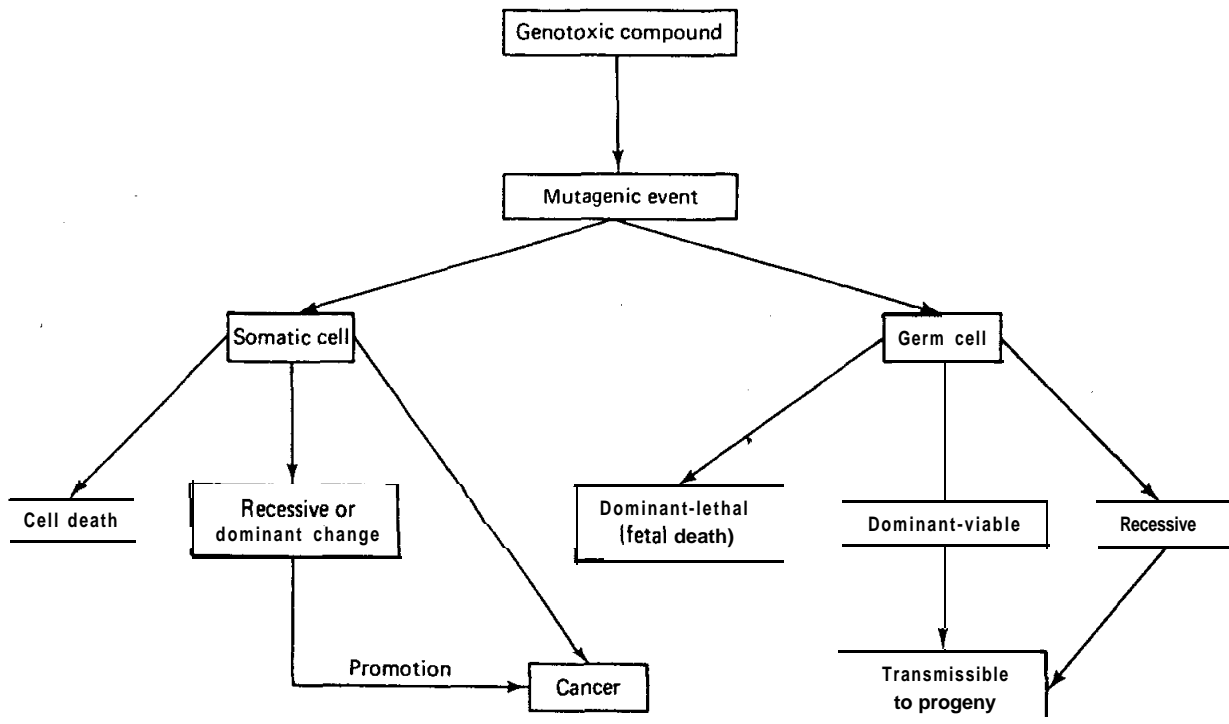 Genotoxic compound
Mutagenic event
Somatic cell
Germ cell
Cell death
Recessive or
dominant change
Dominant-lethal
(fetal death)
Dominant-viable
Recessive
Promotion
Cancer
Transmissible
to progeny